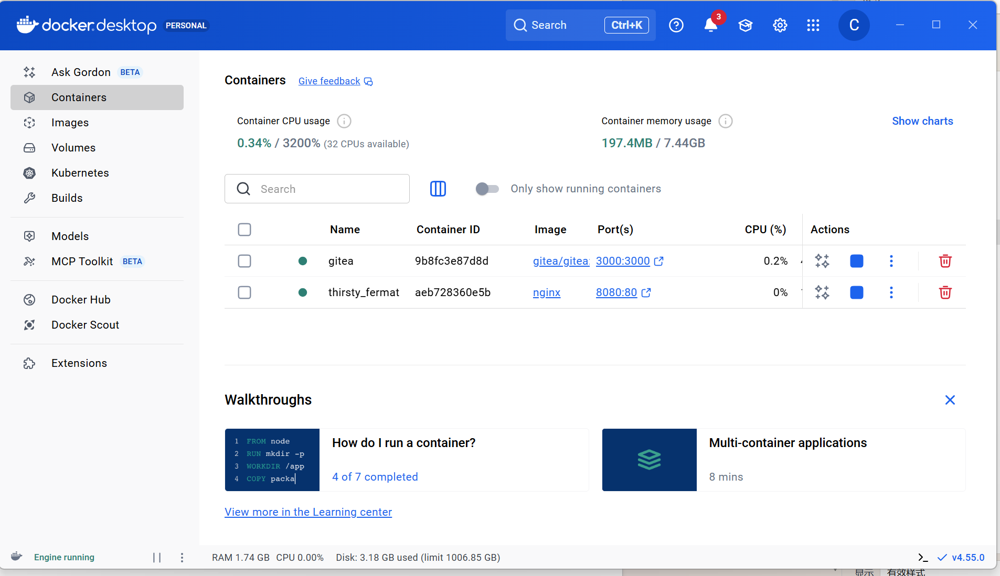 docker desktop PERSONAL
Search Ctrl+K
3
C
Ask Gordon BETA
Containers
Images
Volumes
Kubernetes
Builds
Models
MCP Toolkit BETA
Docker Hub
Docker Scout
Extensions
Containers Give feedback
Container CPU usage
0.34% / 3200% (32 CPUs available)
Container memory usage
197.4MB / 7.44GB
Show charts
Search
Only show running containers
Name Container ID Image Port(s) CPU (%) Actions
gitea 9b8fc3e87d8d gitea/gitea: 3000:3000 0.2%
thirsty_fermat aeb728360e5b nginx 8080:80 0%
Walkthroughs
1 FROM node
2 RUN mkdir -p
3 WORKDIR /app
4 COPY packa
How do I run a container?
4 of 7 completed
Multi-container applications
8 mins
View more in the Learning center
Engine running
RAM 1.74 GB CPU 0.00% Disk: 3.18 GB used (limit 1006.85 GB)
v4.55.0
显示 有效样式